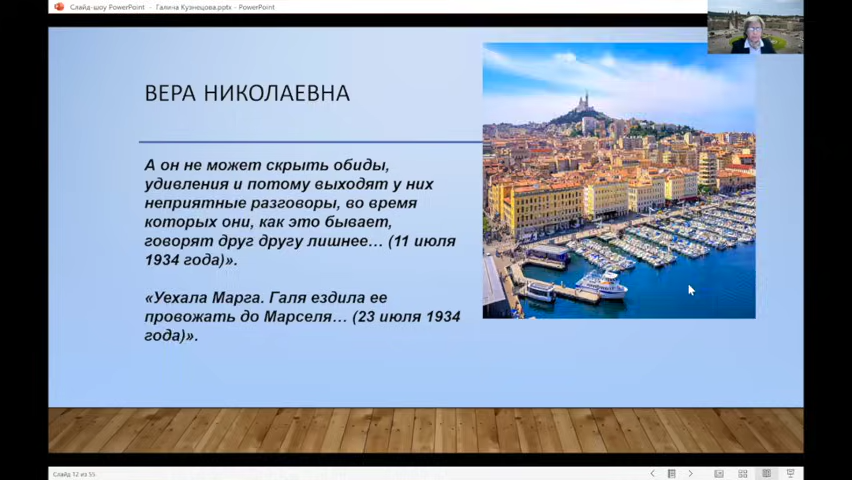 Слайд-шоу PowerPoint - Галина Кузнецова.pptx - PowerPoint
ВЕРА НИКОЛАЕВНА
А он не может скрыть обиды,
удивления и потому выходят у них
неприятные разговоры, во время
которых они, как это бывает,
говорят друг другу лишнее… (11 июля
1934 года)».
«Уехала Марга. Галя ездила ее
провожать до Марселя… (23 июля 1934
года)».
Слайд 12 из 55